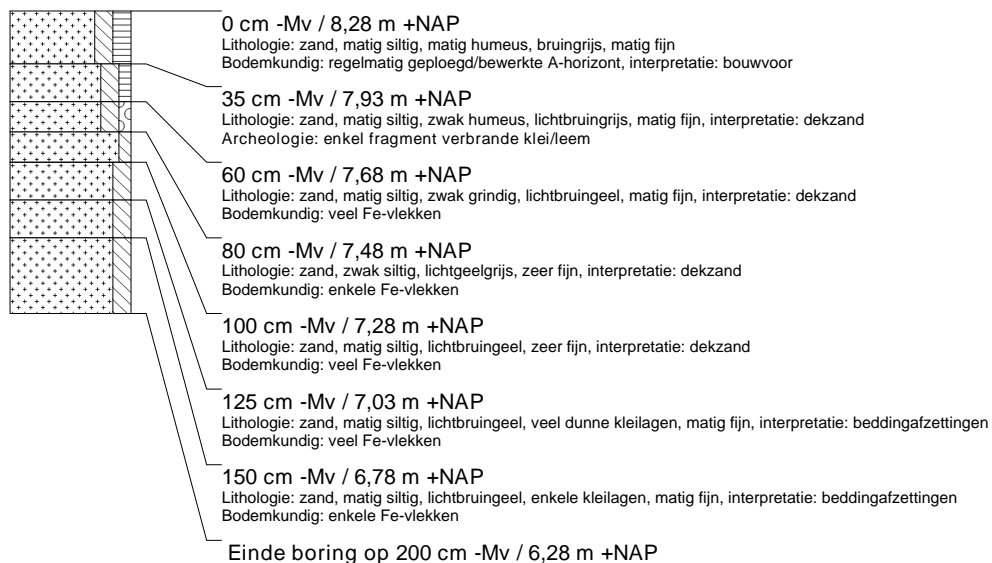 0 cm -Mv / 8,28 m +NAP
Lithologie: zand, matig siltig, matig humeus, bruingrijs, matig fijn
Bodemkundig: regelmatig geploegd/bewerkte A-horizont, interpretatie: bouwvoor
35 cm -Mv / 7,93 m +NAP
Lithologie: zand, matig siltig, zwak humeus, lichtbruingrijs, matig fijn, interpretatie: dekzand
Archeologie: enkel fragment verbrande klei/leem
60 cm -Mv / 7,68 m +NAP
Lithologie: zand, matig siltig, zwak grindig, lichtbruingeel, matig fijn, interpretatie: dekzand
Bodemkundig: veel Fe-vlekken
80 cm -Mv / 7,48 m +NAP
Lithologie: zand, zwak siltig, lichtgeelgrijs, zeer fijn, interpretatie: dekzand
Bodemkundig: enkele Fe-vlekken
100 cm -Mv / 7,28 m +NAP
Lithologie: zand, matig siltig, lichtbruingeel, zeer fijn, interpretatie: dekzand
Bodemkundig: veel Fe-vlekken
125 cm -Mv / 7,03 m +NAP
Lithologie: zand, matig siltig, lichtbruingeel, veel dunne kleilagen, matig fijn, interpretatie: beddingafzettingen
Bodemkundig: veel Fe-vlekken
150 cm -Mv / 6,78 m +NAP
Lithologie: zand, matig siltig, lichtbruingeel, enkele kleilagen, matig fijn, interpretatie: beddingafzettingen
Bodemkundig: enkele Fe-vlekken
Einde boring op 200 cm -Mv / 6,28 m +NAP